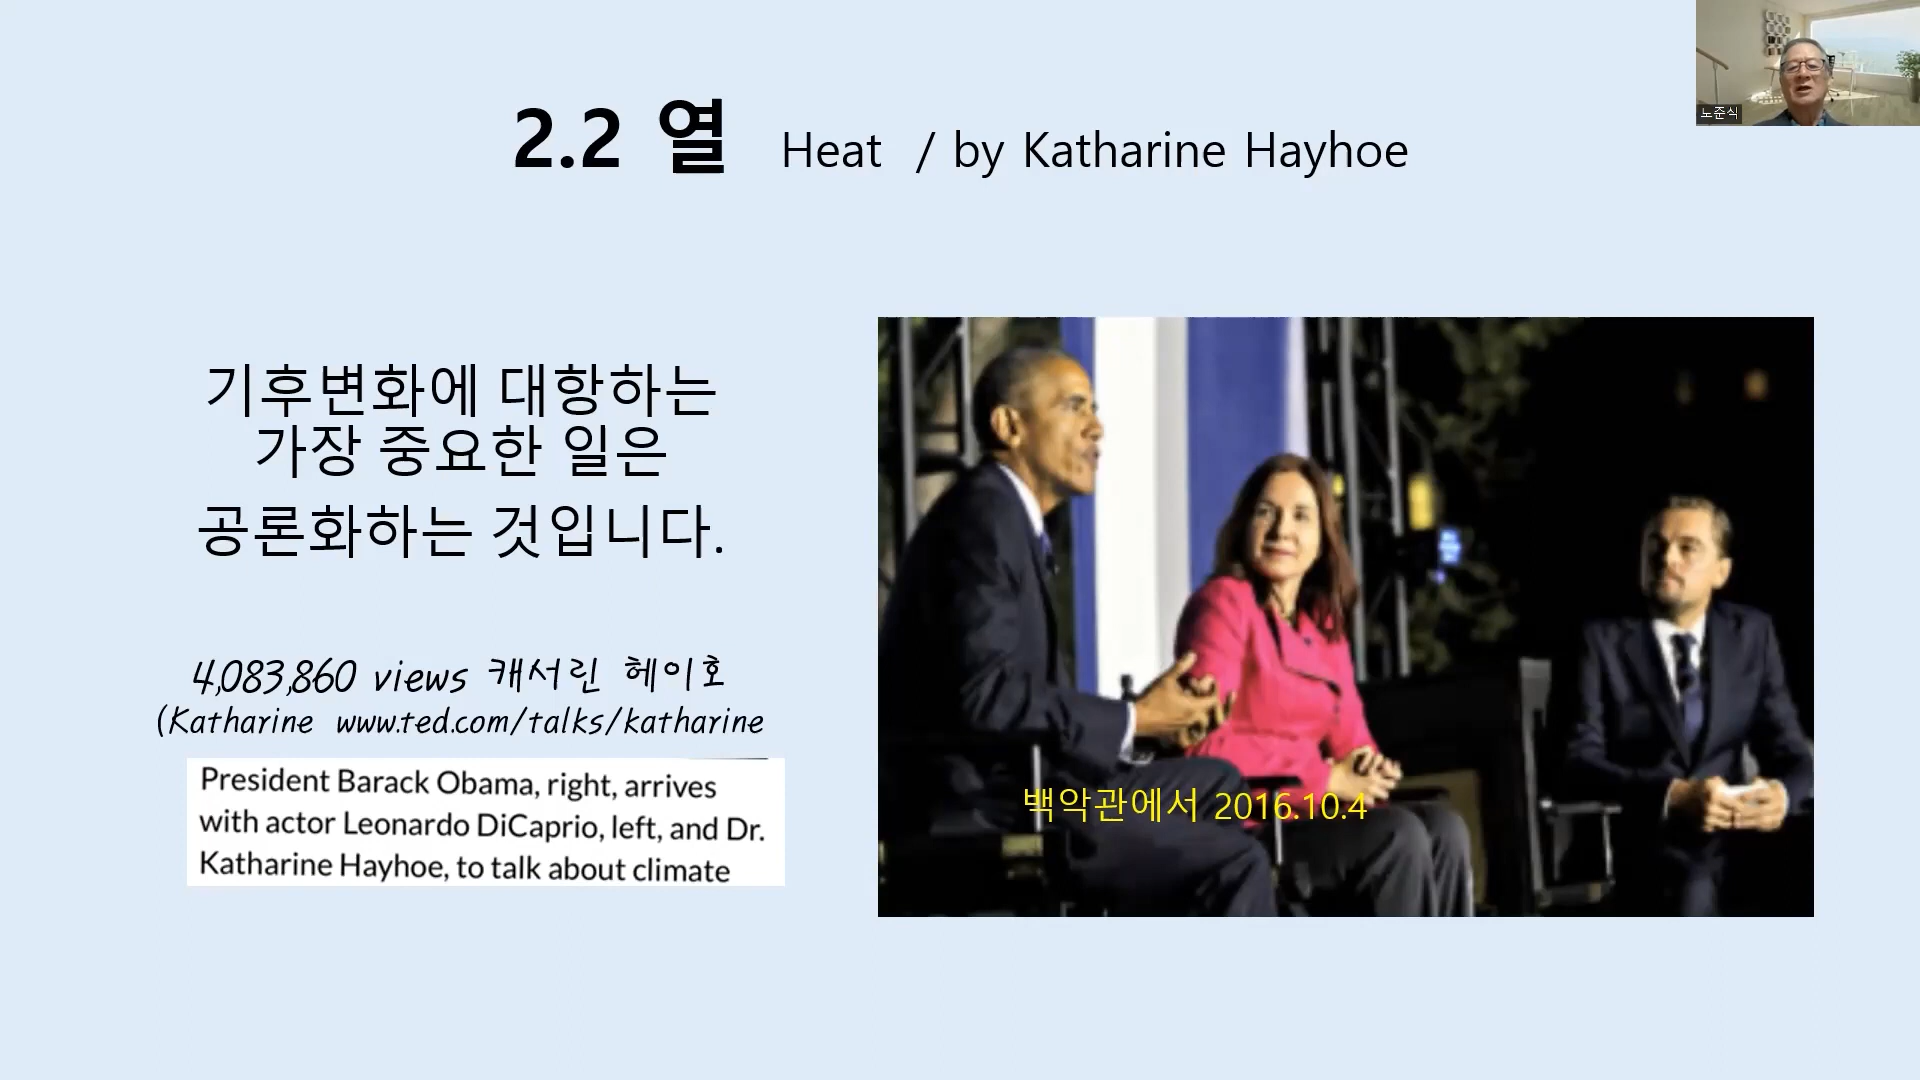 노준식
2.2 열 Heat / by Katharine Hayhoe
기후변화에 대항하는
가장 중요한 일은
공론화하는 것입니다.
4,083,860 views 캐서린 헤이호
(Katharine www.ted.com/talks/katharine
President Barack Obama, right, arrives
with actor Leonardo DiCaprio, left, and Dr.
Katharine Hayhoe, to talk about climate
백악관에서 2016.10.4